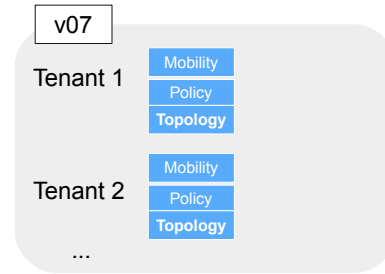 v07
Tenant 1
Mobility
Policy
Topology
Tenant 2
Mobility
Policy
Topology
...